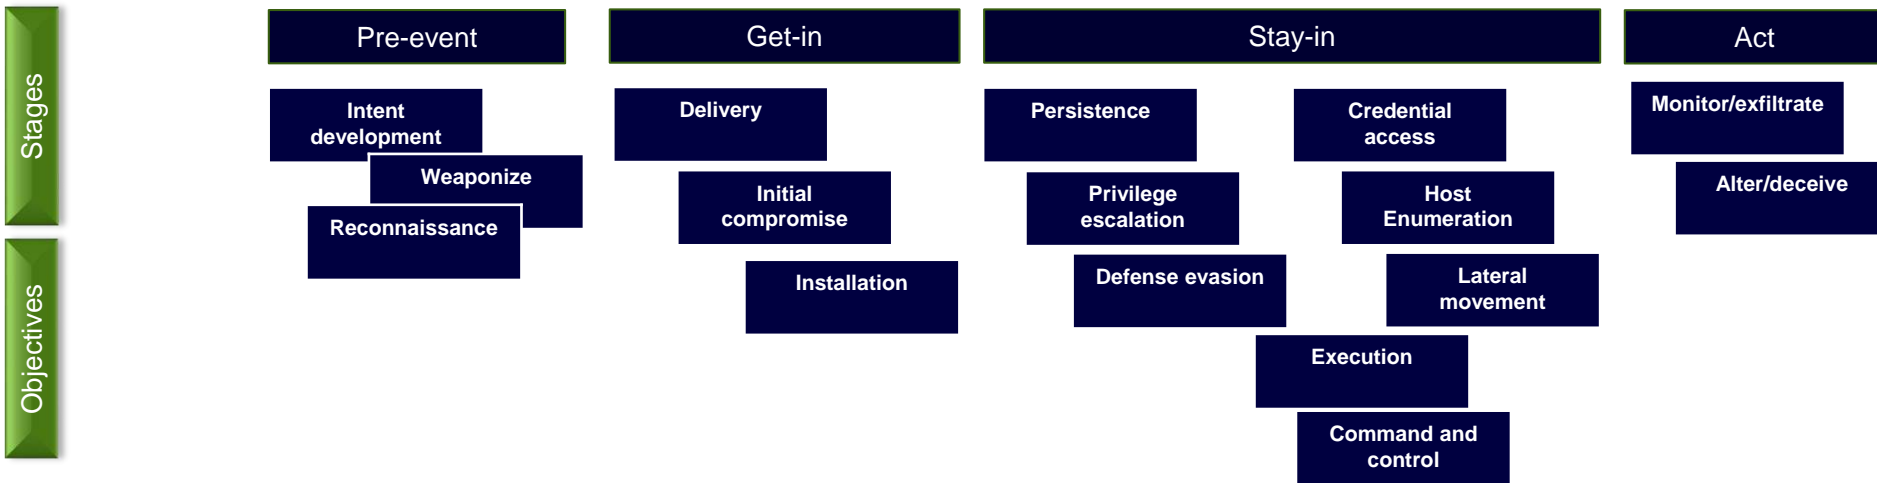 Stages
Objectives
Pre-event
Intent
development
Weaponize
Reconnaissance
Get-in
Delivery
Initial
compromise
Installation
Stay-in
Persistence
Privilege
escalation
Defense evasion
Credential
access
Host
Enumeration
Lateral
movement
Execution
Command and
control
Act
Monitor/exfiltrate
Alter/deceive